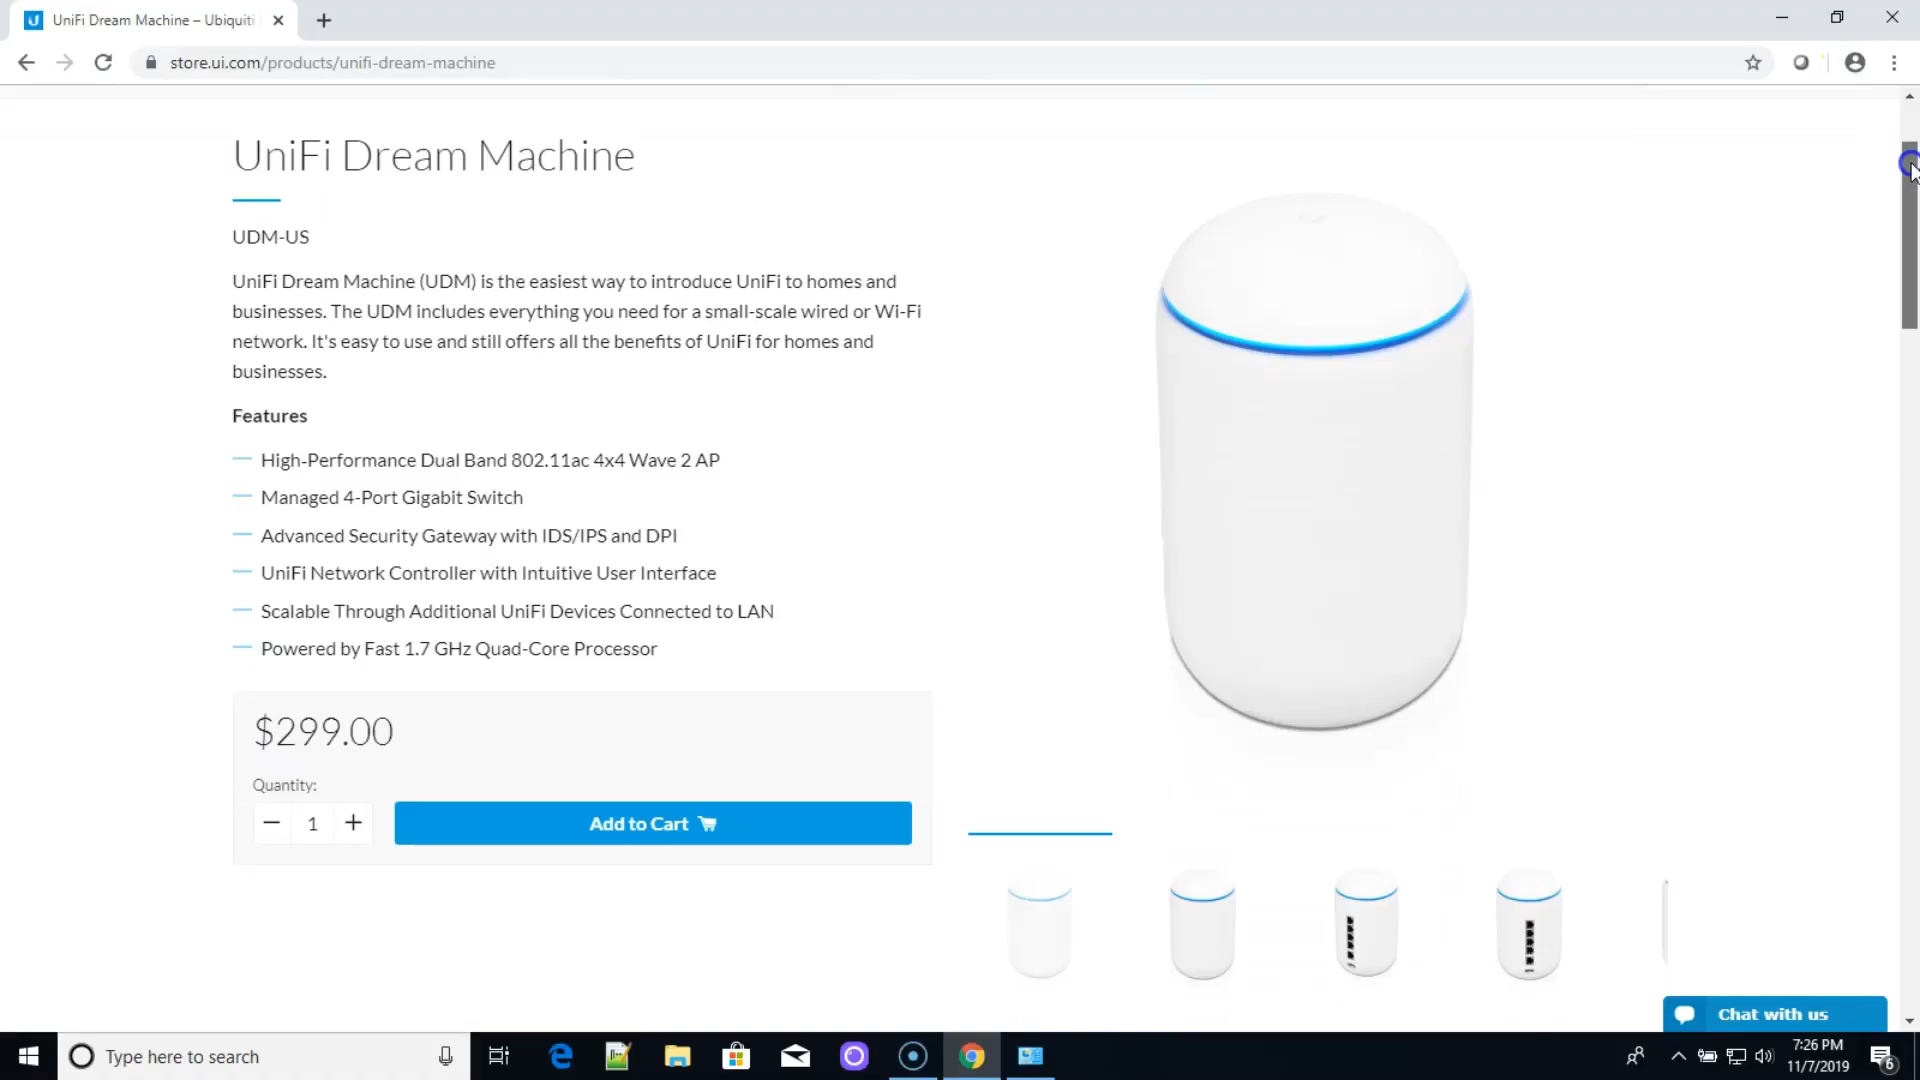 UniFi Dream Machine – Ubiquiti
store.ui.com/products/unifi-dream-machine
UniFi Dream Machine
UDM-US
UniFi Dream Machine (UDM) is the easiest way to introduce UniFi to homes and
businesses. The UDM includes everything you need for a small-scale wired or Wi-Fi
network. It's easy to use and still offers all the benefits of UniFi for homes and
businesses.
Features
High-Performance Dual Band 802.11ac 4x4 Wave 2 AP
Managed 4-Port Gigabit Switch
Advanced Security Gateway with IDS/IPS and DPI
UniFi Network Controller with Intuitive User Interface
Scalable Through Additional UniFi Devices Connected to LAN
Powered by Fast 1.7 GHz Quad-Core Processor
$299.00
Quantity:
1
Add to Cart
Chat with us
Type here to search
7:26 PM
11/7/2019
6